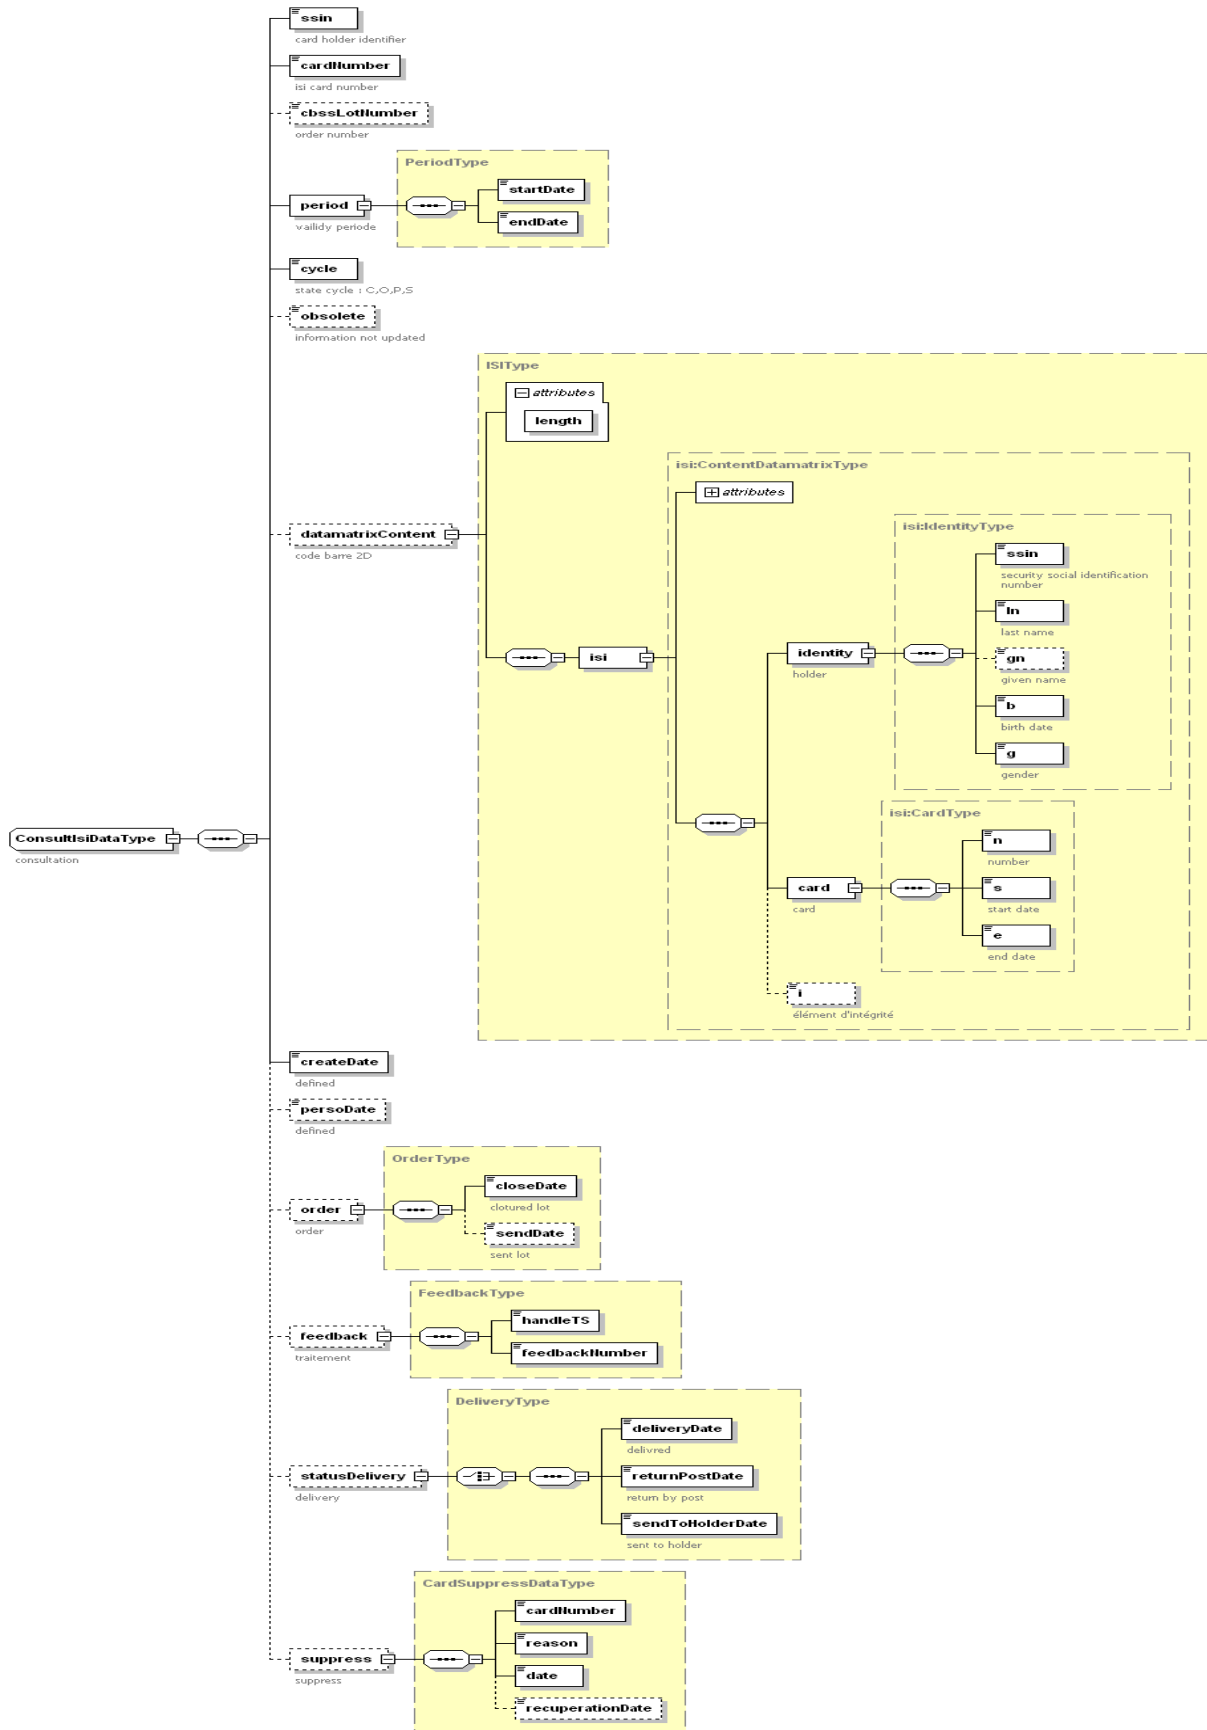 ssin
card holder identifier
cardNumber
isi card number
cbssLotNumber
order number
PeriodType
startDate
period
endDate
vailidy periode
cycle
state cycle : C,O,P,S
obsolete
information not updated
ISIType
attributes
length
isi:ContentDatamatrixType
attributes
isi:IdentityType
datamatrixContent
code barre 2D
ssin
security social identification
number
ln
last name
isi
identity
holder
gn
given name
b
birth date
g
gender
isi:CardType
ConsultIsiDataType
consultation
n
number
card
card
s
start date
e
end date
i
élément d'intégrité
createDate
defined
persoDate
defined
OrderType
closeDate
clotured lot
order
order
sendDate
sent lot
FeedbackType
handleTS
feedback
traitement
feedbackNumber
DeliveryType
deliveryDate
delivred
statusDelivery
delivery
returnPostDate
return by post
sendToHolderDate
sent to holder
CardSuppressDataType
cardNumber
reason
suppress
suppress
date
recuperationDate